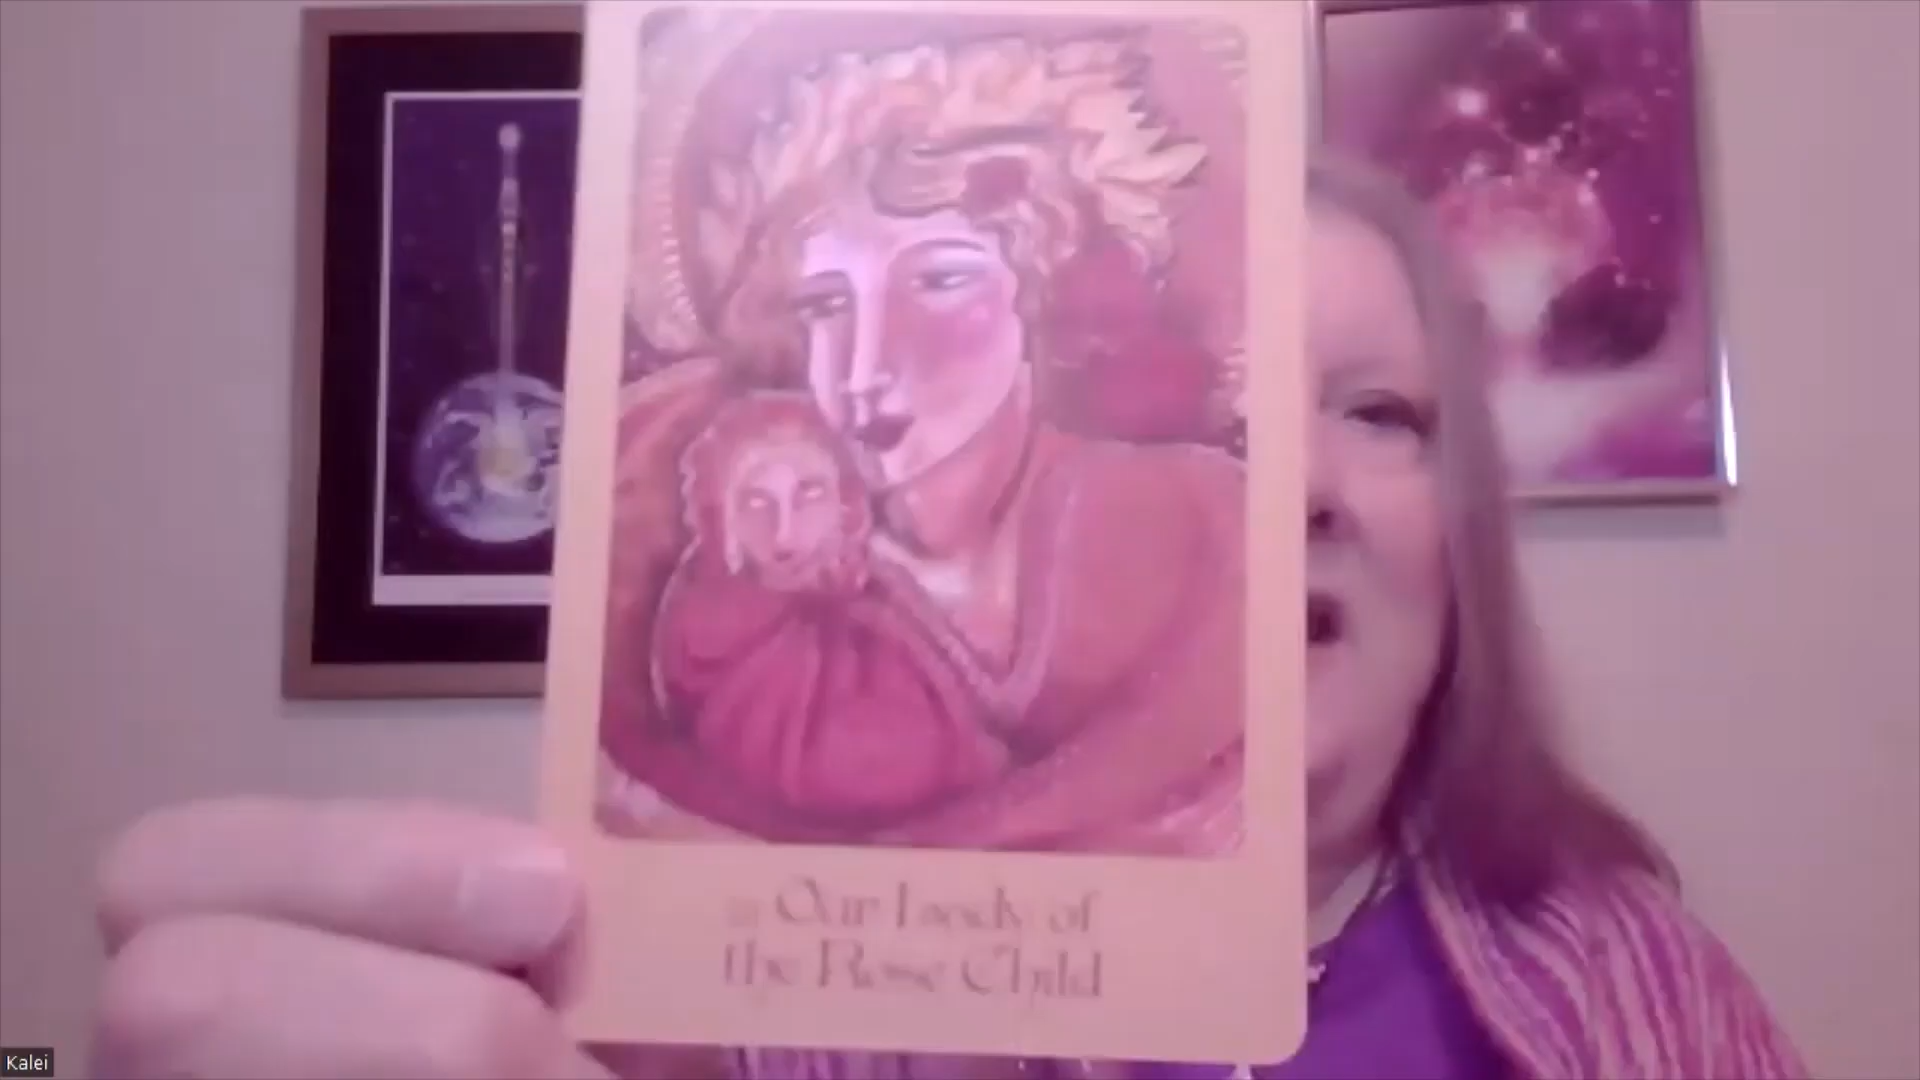 Our Lady of
the Rose Child
Kalei